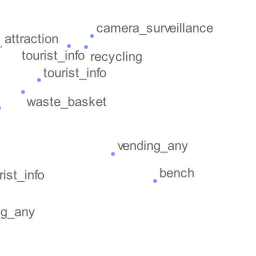 camera_surveillance
attraction
tourist_info
recycling
tourist_info
waste_basket
vending_any
bench
rist_info
g_any